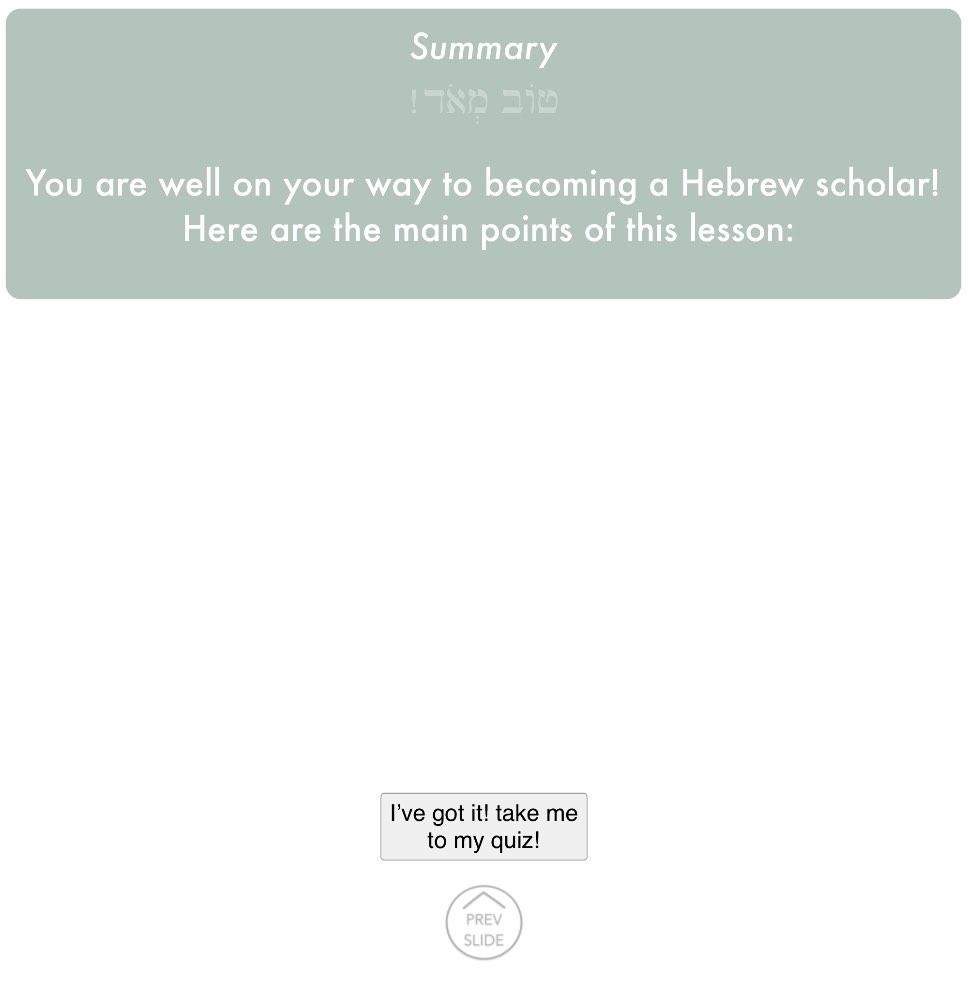 Summary
טוֹב מְאֹד!
You are well on your way to becoming a Hebrew scholar!
Here are the main points of this lesson:
I’ve got it! take me
to my quiz!
PREV
SLIDE